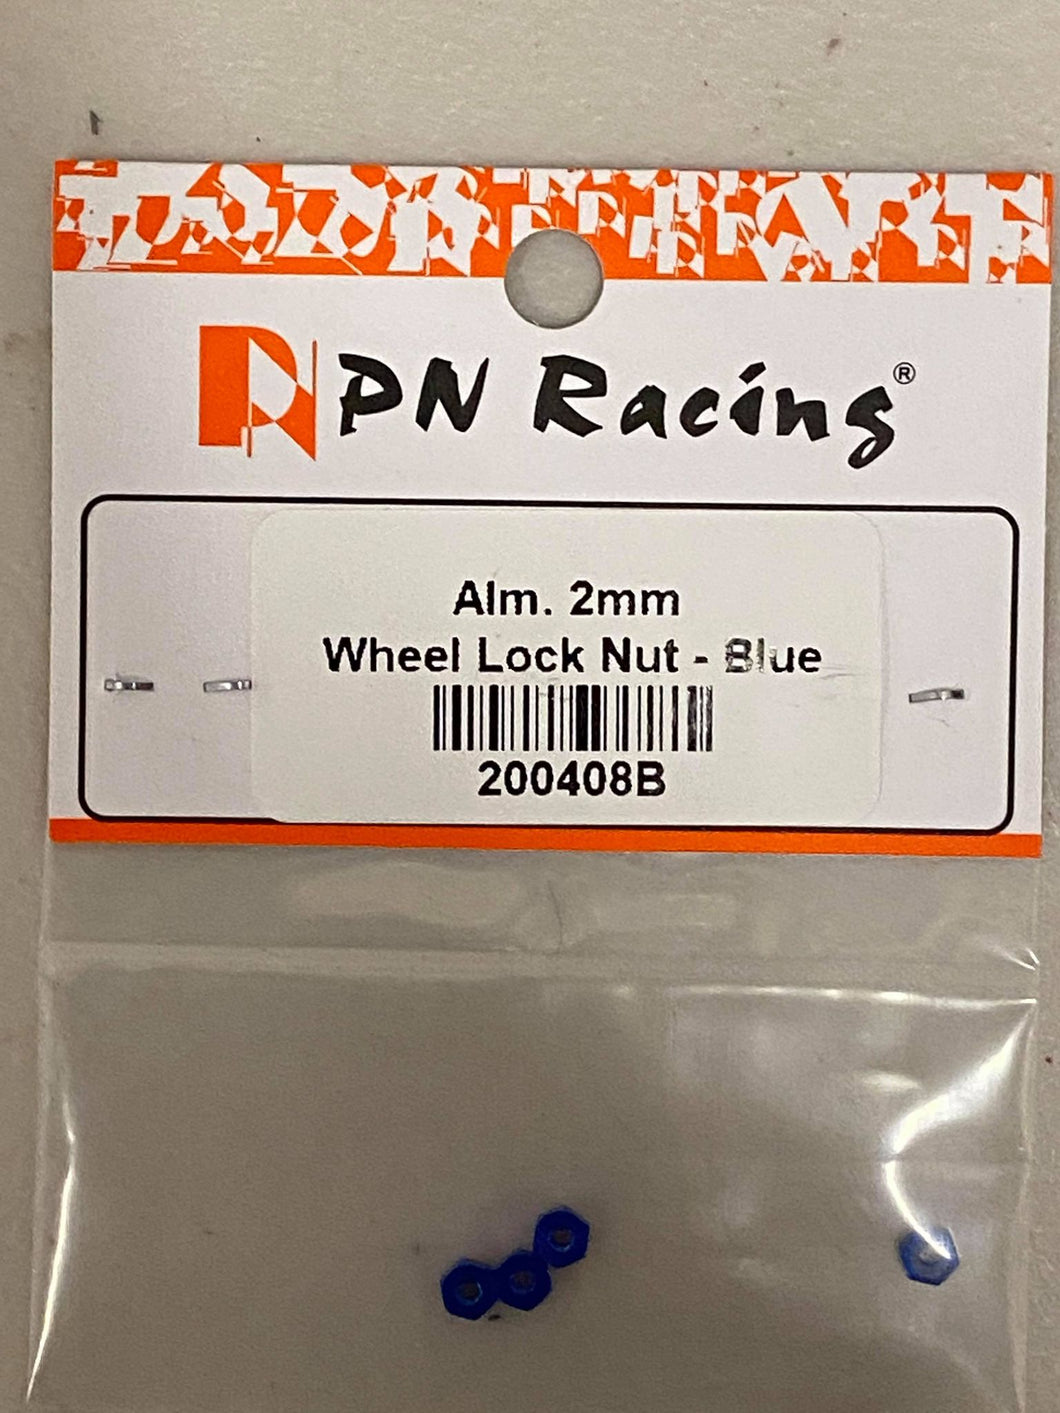 PN Racing®
Alm. 2mm
Wheel Lock Nut - Blue
200408B